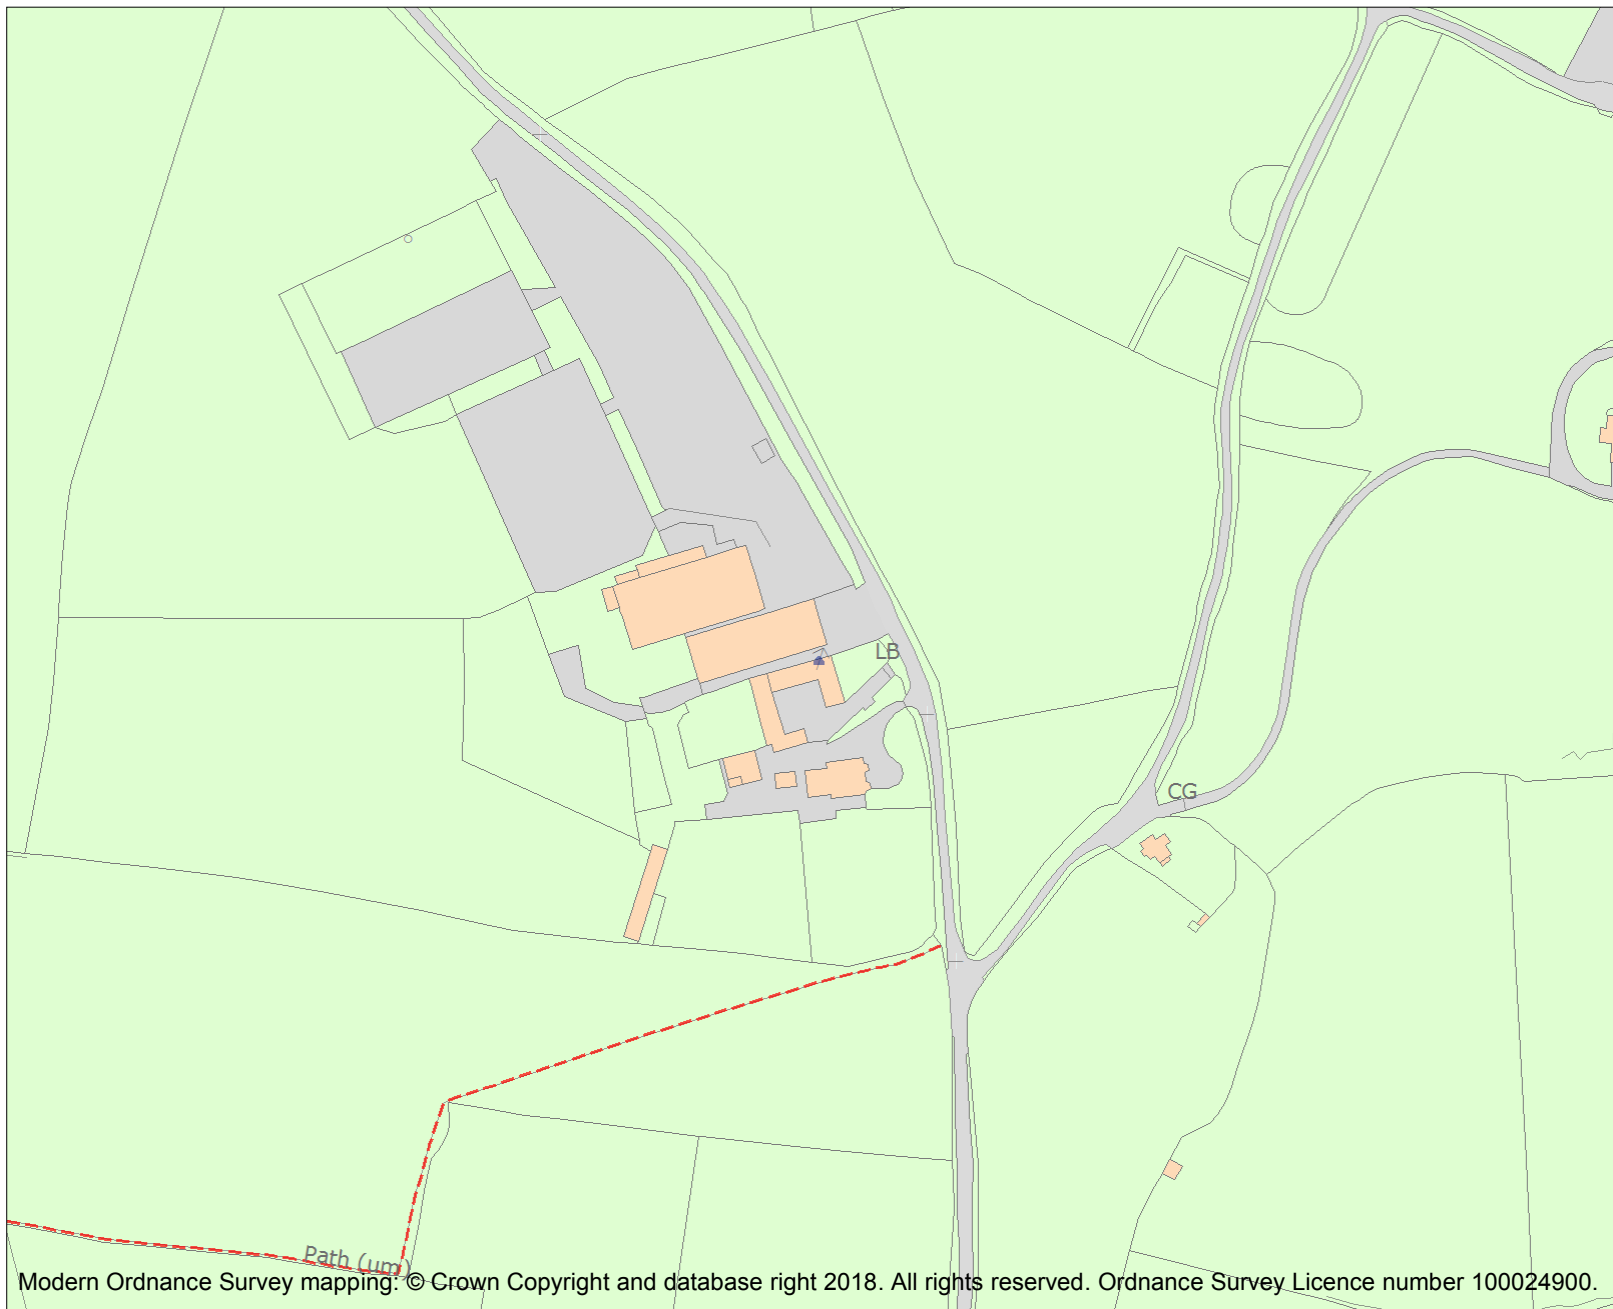 LB
CG
Path (um)
Modern Ordnance Survey mapping: © Crown Copyright and database right 2018. All rights reserved. Ordnance Survey Licence number 100024900.